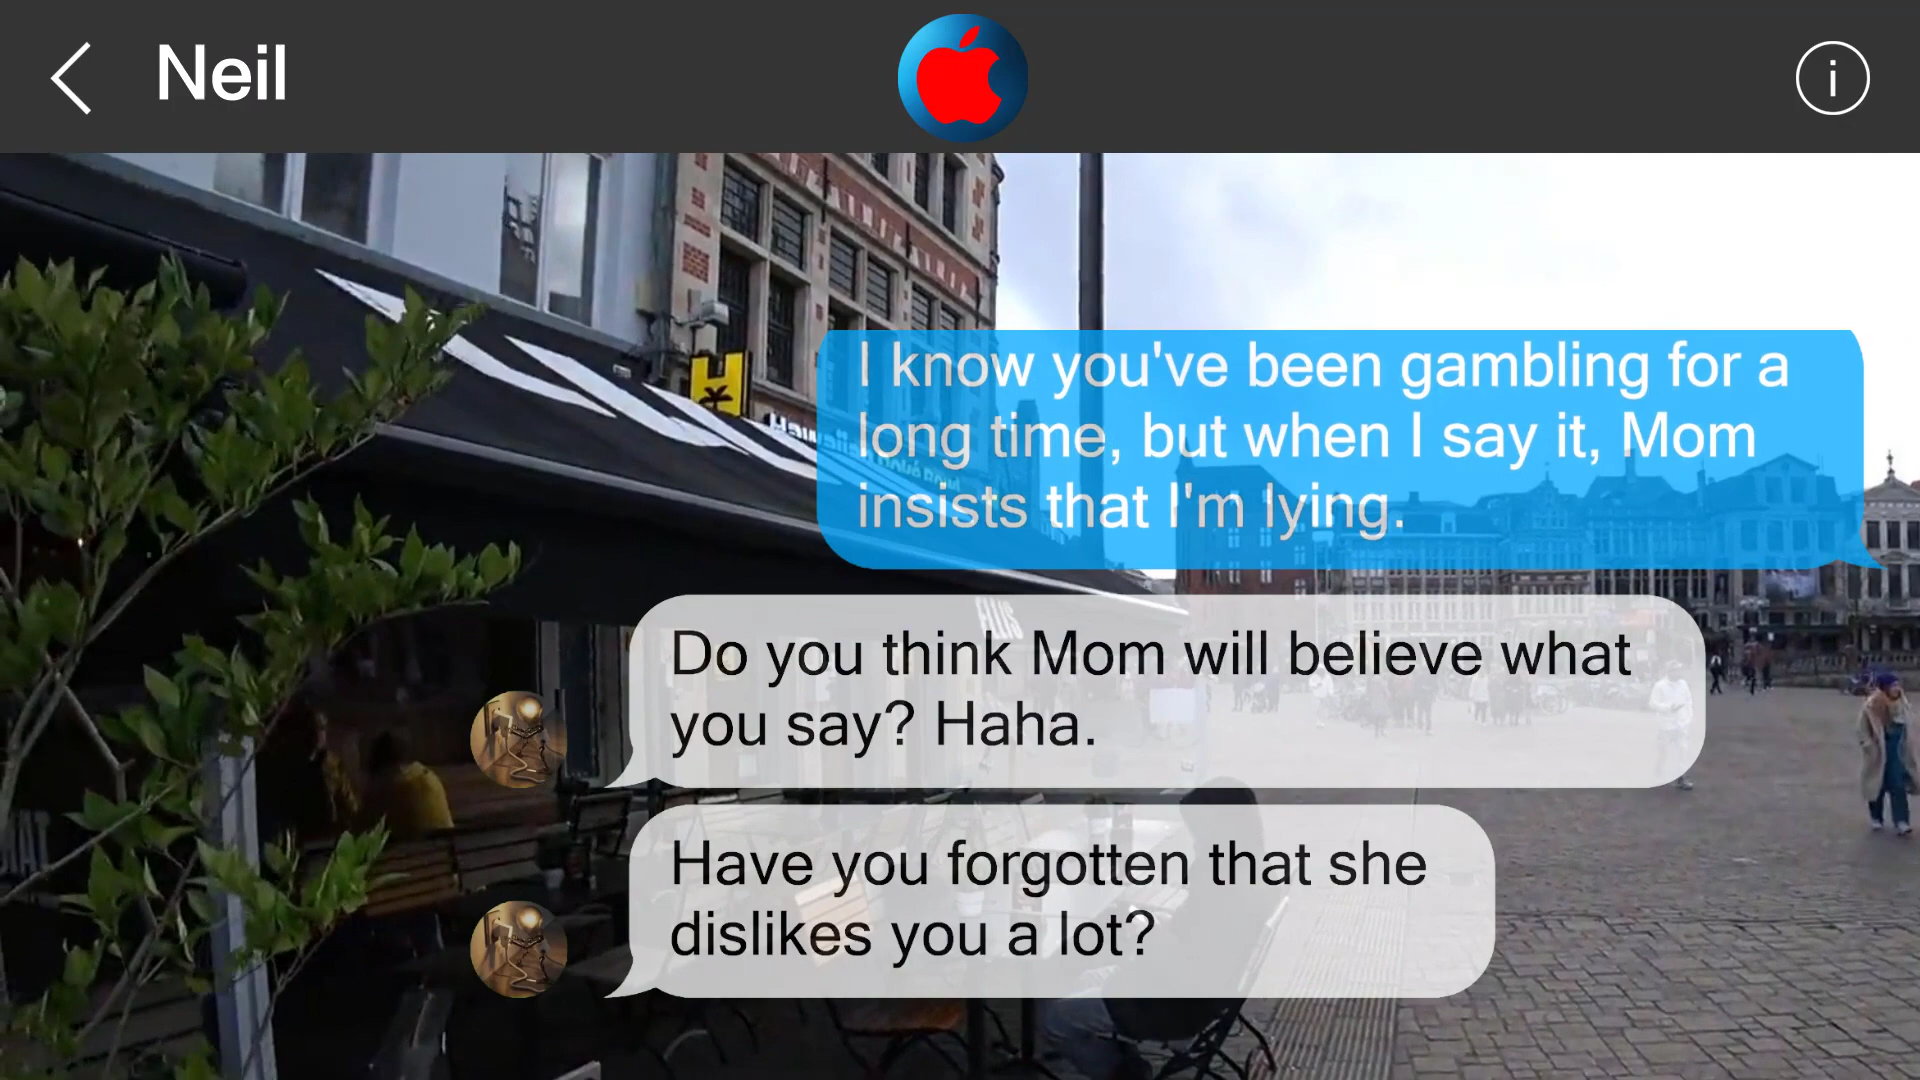 Neil
I know you've been gambling for a
long time, but when I say it, Mom
insists that I'm lying.
Do you think Mom will believe what
you say? Haha.
Have you forgotten that she
dislikes you a lot?